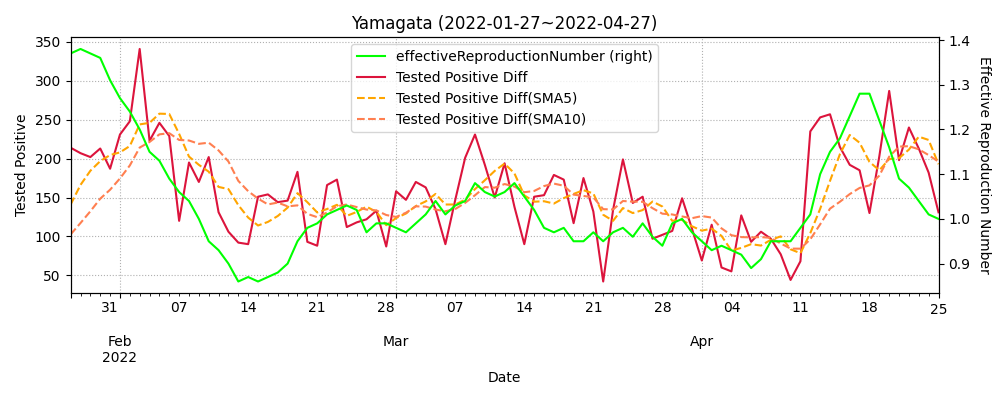 Yamagata (2022-01-27~2022-04-27)
effectiveReproductionNumber (right)
Tested Positive Diff
Tested Positive Diff(SMA5)
Tested Positive Diff(SMA10)
Tested Positive
350
300
250
200
150
100
50
1.4
1.3
1.2
1.1
1.0
0.9
Effective Reproduction Number
31 07 14 21 28 07 14 21 28 04 11 18 25
Feb Mar Apr
2022
Date